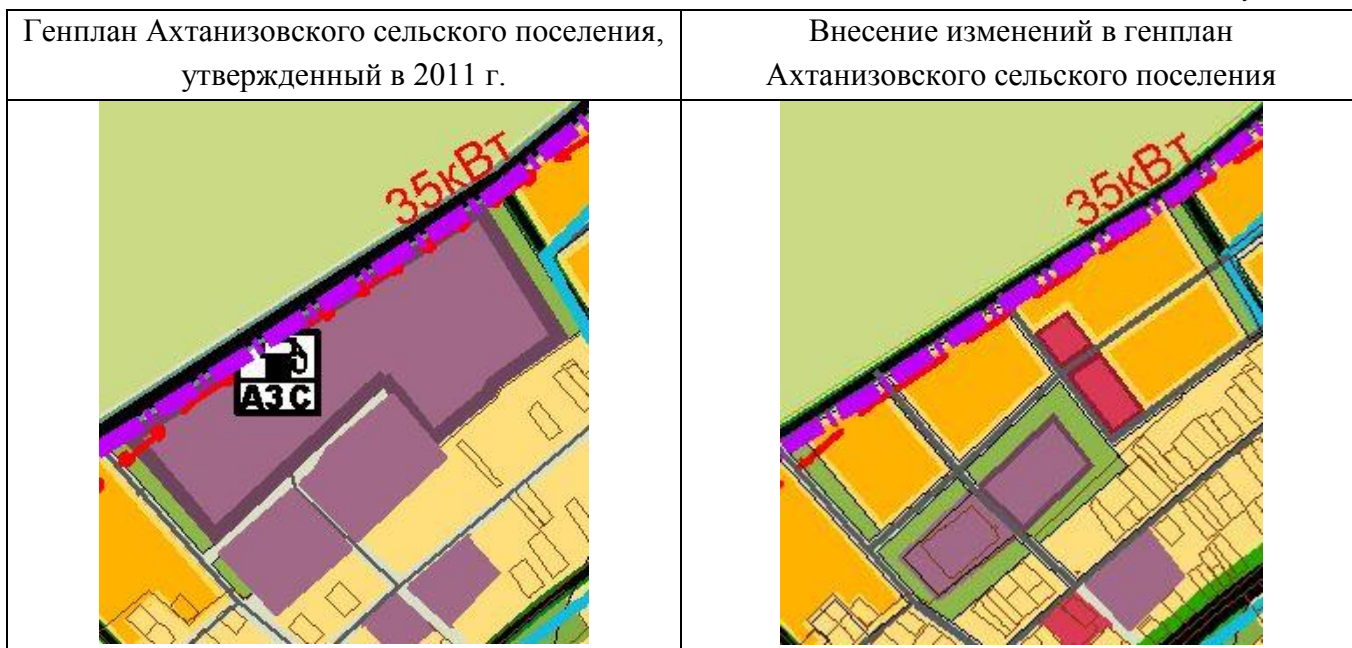 Генплан Ахтанизовского сельского поселения,
утвержденный в 2011 г.
Внесение изменений в генплан
Ахтанизовского сельского поселения
35кВт
АЗС
35кВт